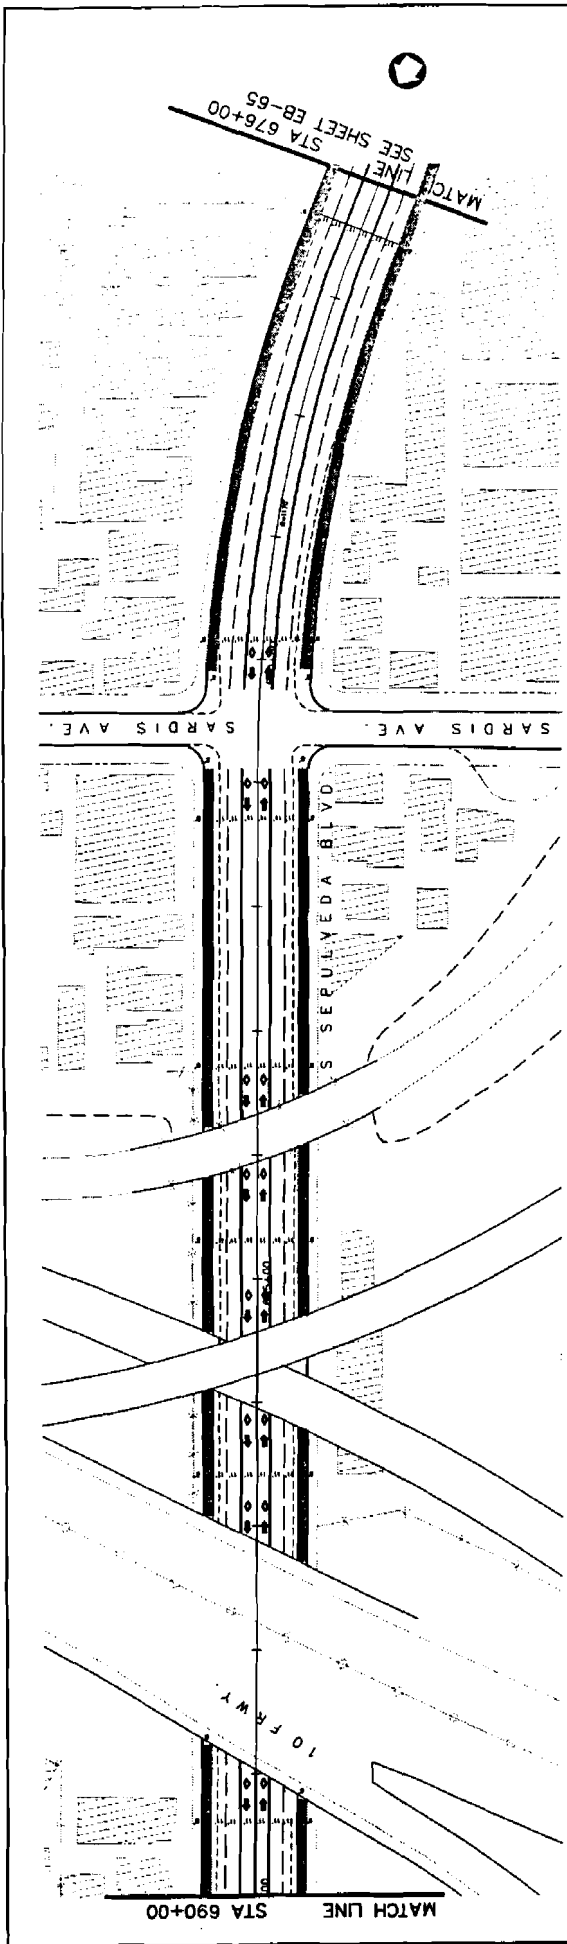 MATCH LINE STA 676+00
SEE SHEET EB-65
SARDIS AVE.
SARDIS AVE.
S SEPULVEDA BLVD.
10 FRWY.
MATCH LINE STA 690+00